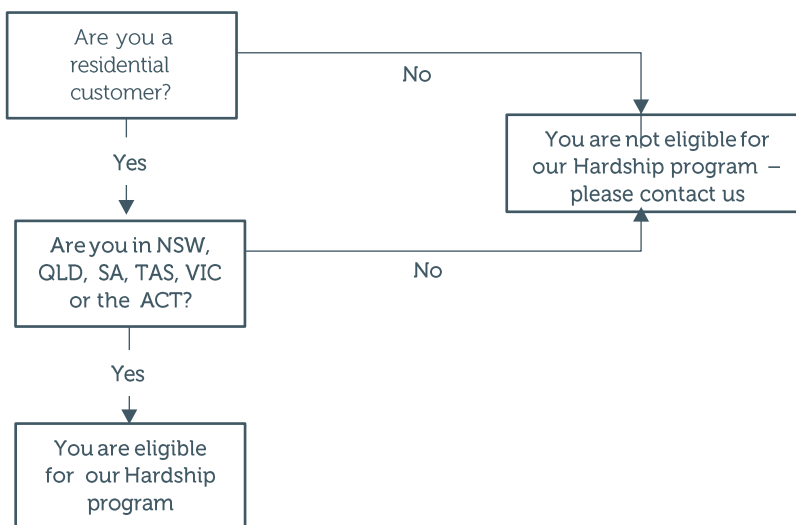 Are you a
residential
customer?
No
You are not eligible for
our Hardship program –
please contact us
Yes
Are you in NSW,
QLD, SA, TAS, VIC
or the ACT?
No
Yes
You are eligible
for our Hardship
program